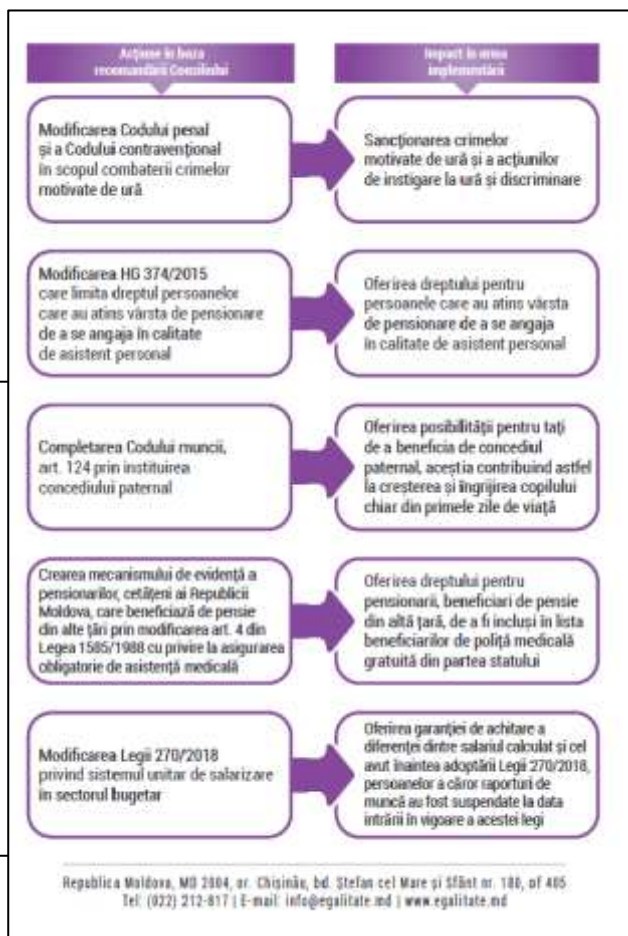 Acțiune în baza
recomandării Consiliului
Impact în urma
implementării
Modificarea Codului penal
și a Codului contravențional
în scopul combaterii crimelor
motivate de ură
Sancționarea crimelor
motivate de ură și a acțiunilor
de instigare la ură și discriminare
Modificarea HG 374/2015
care limita dreptul persoanelor
care au atins vârsta de pensionare
de a se angaja în calitate
de asistent personal
Oferirea dreptului pentru
persoanele care au atins vârsta
de pensionare de a se angaja
în calitate de asistent personal
Completarea Codului muncii,
art. 124 prin instituirea
concediului paternal
Oferirea posibilității pentru tați
de a beneficia de concediul
paternal, aceștia contribuind astfel
la creșterea și îngrijirea copilului
chiar din primele zile de viață
Crearea mecanismului de evidență a
pensionarilor, cetățeni ai Republicii
Moldova, care beneficiază de pensie
din alte țări prin modificarea art. 4 din
Legea 1585/1988 cu privire la asigurarea
obligatorie de asistență medicală
Oferirea dreptului pentru
pensionarii, beneficiari de pensie
din altă țară, de a fi incluși în lista
beneficiarilor de poliță medicală
gratuită din partea statului
Modificarea Legii 270/2018
privind sistemul unitar de salarizare
în sectorul bugetar
Oferirea garanției de achitare a
diferenței dintre salariul calculat și cel
avut înaintea adoptării Legii 270/2018,
persoanelor a căror raporturi de
muncă au fost suspendate la data
intrării în vigoare a acestei legi
Republica Moldova, MD 2004, or. Chișinău, bd. Ștefan cel Mare și Sfânt nr. 180, of 405
Tel: (022) 212-817 | E-mail: info@egalitate.md | www.egalitate.md